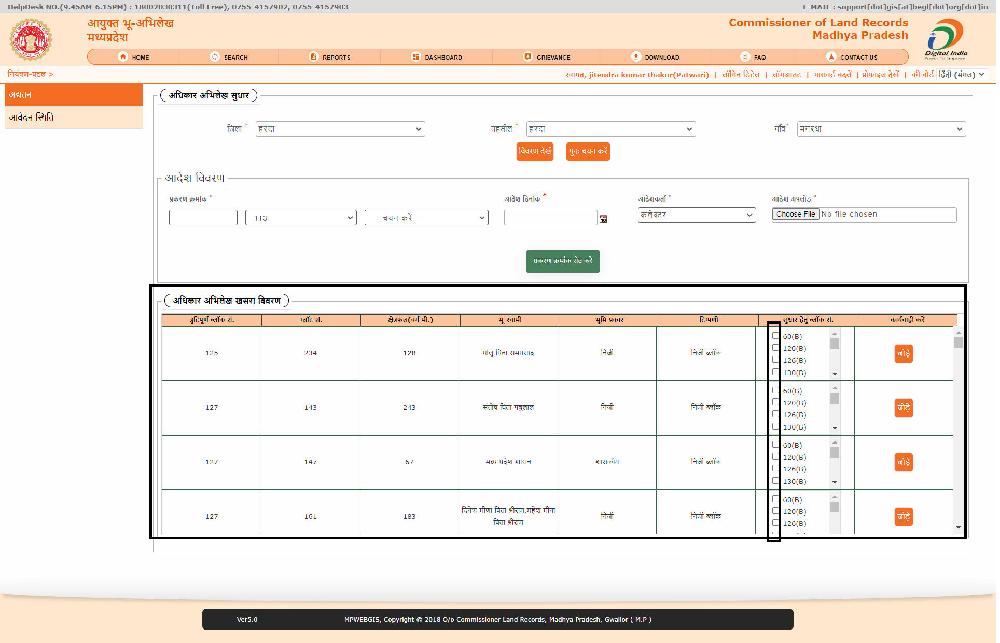 HelpDesk NO.(9.45AM-6.15PM) : 18002030311(Toll Free), 0755-4157902, 0755-4157903
E-MAIL : support[dot]gis[at]begl[dot]org[dot]in
आयुक्त भू-अभिलेख
मध्यप्रदेश
Commissioner of Land Records
Madhya Pradesh
Digital India
Power To Empower
HOME SEARCH REPORTS DASHBOARD GRIEVANCE DOWNLOAD FAQ CONTACT US
नियंत्रण-पटल >
स्वागत, jitendra kumar thakur(Patwari) | लॉगिन डिटेल | लॉगआउट | पासवर्ड बदलें | प्रोफ़ाइल देखें | की बोर्ड हिंदी (मंगल)
अद्यतन
आवेदन स्थिति
अधिकार अभिलेख सुधार
जिला * हरदा तहसील * हरदा गाँव* मगरधा
विवरण देखें पुनः चयन करें
आदेश विवरण
प्रकरण क्रमांक * आदेश दिनांक * आदेशकर्ता * आदेश अपलोड *
113 ---चयन करें--- 10 कलेक्टर Choose File No file chosen
प्रकरण क्रमांक सेव करे
अधिकार अभिलेख खसरा विवरण
त्रुटिपूर्ण ब्लॉक सं. प्लॉट सं. क्षेत्रफल(वर्ग मी.) भू-स्वामी भूमि प्रकार टिप्पणी सुधार हेतु ब्लॉक सं. कार्यवाही करें
125 234 128 गोलू पिता रामप्रसाद निजी निजी ब्लॉक जोड़े
60(B)
120(B)
126(B)
130(B)
127 143 243 संतोष पिता गबुलाल निजी निजी ब्लॉक जोड़े
60(B)
120(B)
126(B)
130(B)
127 147 67 मध्य प्रदेश शासन शासकीय निजी ब्लॉक जोड़े
60(B)
120(B)
126(B)
130(B)
127 161 183 दिनेश मीणा पिता श्रीराम,महेश मीना
पिता श्रीराम निजी निजी ब्लॉक जोड़े
60(B)
120(B)
126(B)
Ver5.0 MPWEBGIS, Copyright © 2018 O/o Commissioner Land Records, Madhya Pradesh, Gwalior ( M.P )